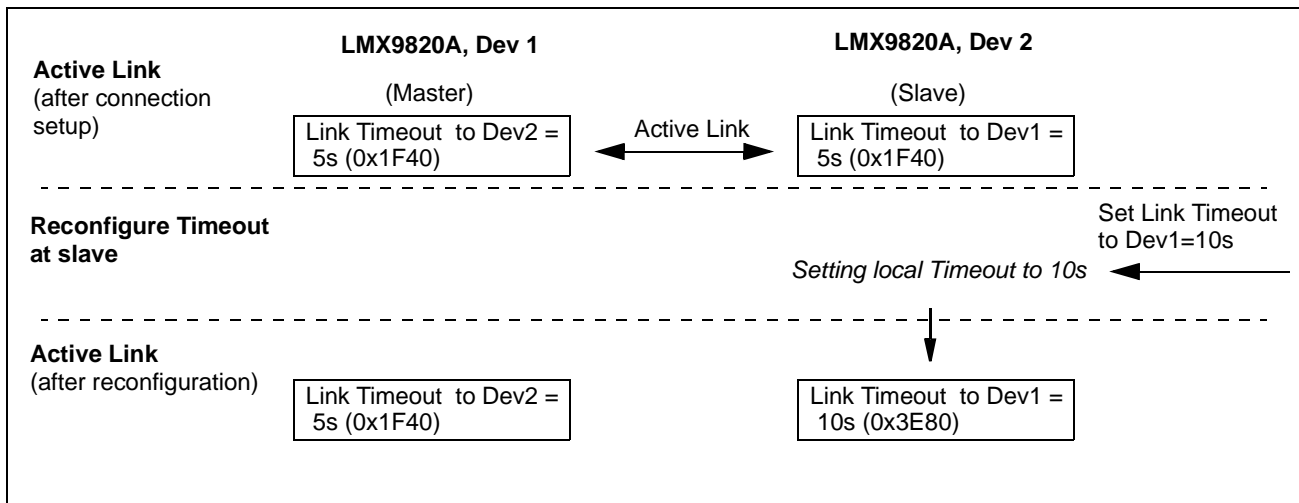 LMX9820A, Dev 1
LMX9820A, Dev 2
Active Link
(after connection
setup)
(Master)
(Slave)
Link Timeout to Dev2 =
5s (0x1F40)
Active Link
Link Timeout to Dev1 =
5s (0x1F40)
Reconfigure Timeout
at slave
Set Link Timeout
to Dev1=10s
Setting local Timeout to 10s
Active Link
(after reconfiguration)
Link Timeout to Dev2 =
5s (0x1F40)
Link Timeout to Dev1 =
10s (0x3E80)